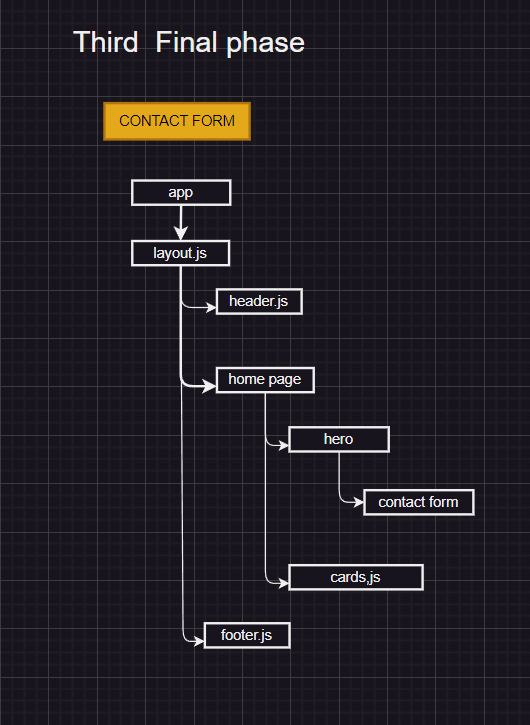 Third  Final phase
CONTACT FORM
app
layout.js
header.js
home page
hero
contact form
cards,js
footer.js